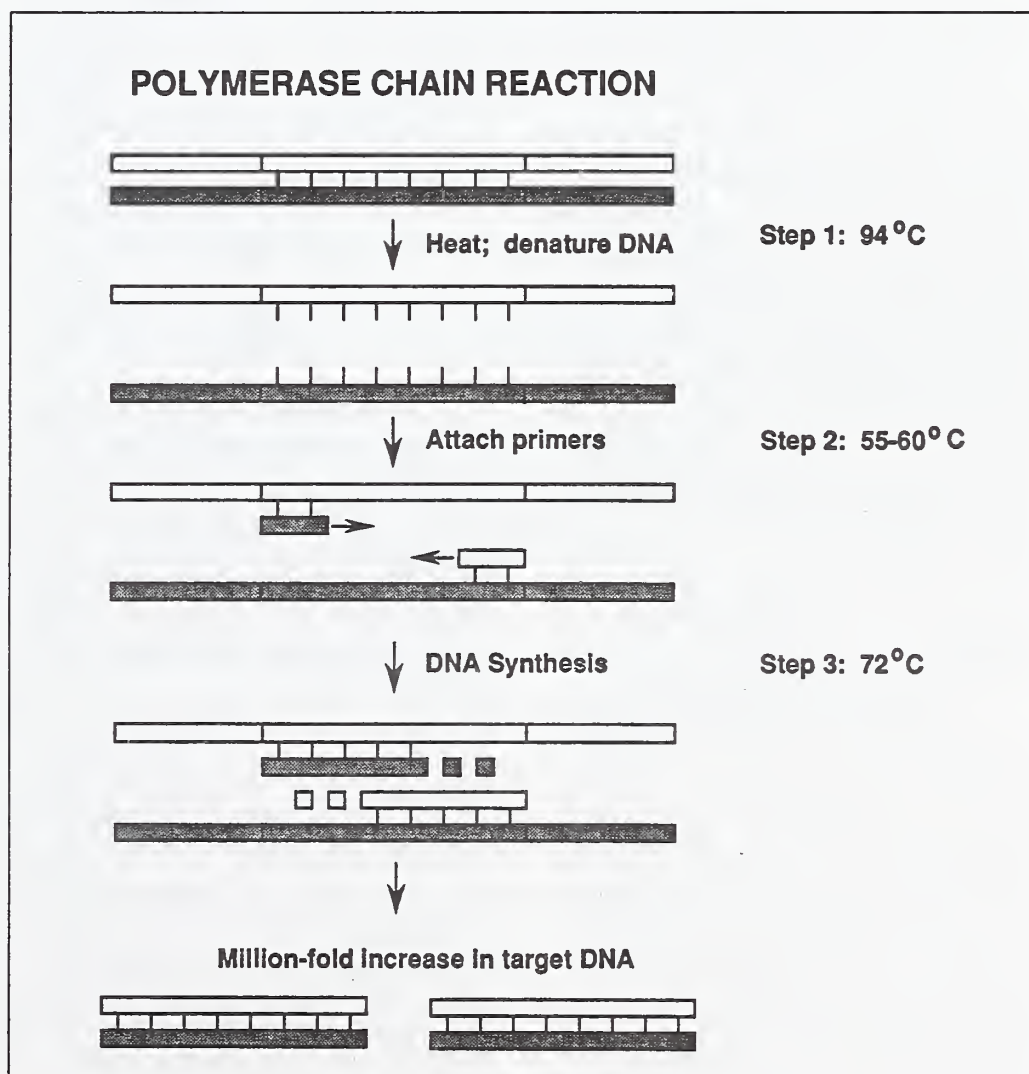 POLYMERASE CHAIN REACTION
Heat; denature DNA
Step 1: 94°C
Attach primers
Step 2: 55-60° C
DNA Synthesis
Step 3: 72°C
Million-fold increase in target DNA